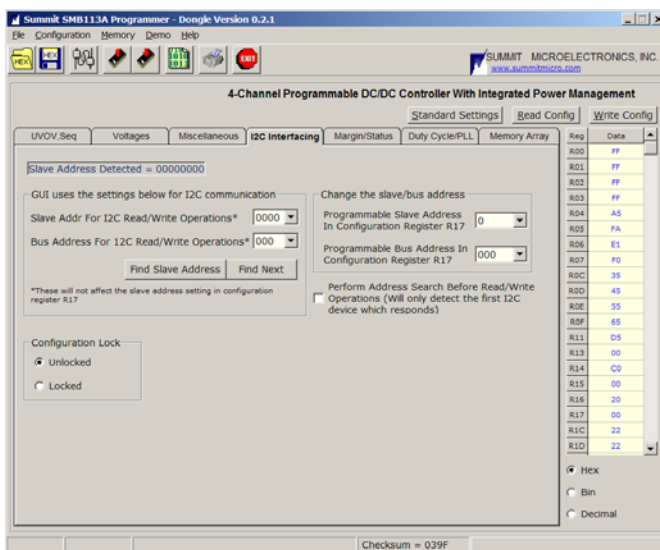 Summit SMB113A Programmer - Dongle Version 0.2.1
File Configuration Memory Demo Help
HEX HEX EXIT
SUMMIT MICROELECTRONICS, INC.
www.summitmicro.com
4-Channel Programmable DC/DC Controller With Integrated Power Management
Standard Settings Read Config Write Config
UVOV,Seq Voltages Miscellaneous I2C Interfacing Margin/Status Duty Cycle/PLL Memory Array
Slave Address Detected = 00000000
GUI uses the settings below for I2C communication
Slave Addr For I2C Read/Write Operations* 0000
Bus Address For I2C Read/Write Operations* 000
Find Slave Address Find Next
*These will not affect the slave address setting in configuration
register R17
Change the slave/bus address
Programmable Slave Address
In Configuration Register R17 0
Programmable Bus Address In
Configuration Register R17 000
Perform Address Search Before Read/Write
Operations (Will only detect the first I2C
device which responds)
Configuration Lock
Unlocked
Locked
Reg Data
R00 FF
R01 FF
R02 FF
R03 FF
R04 A5
R05 FA
R06 E1
R07 F0
R0C 35
R0D 45
R0E 55
R0F 65
R11 D5
R13 00
R14 C0
R15 00
R16 20
R17 00
R1C 22
R1D 22
Hex
Bin
Decimal
Checksum = 039F